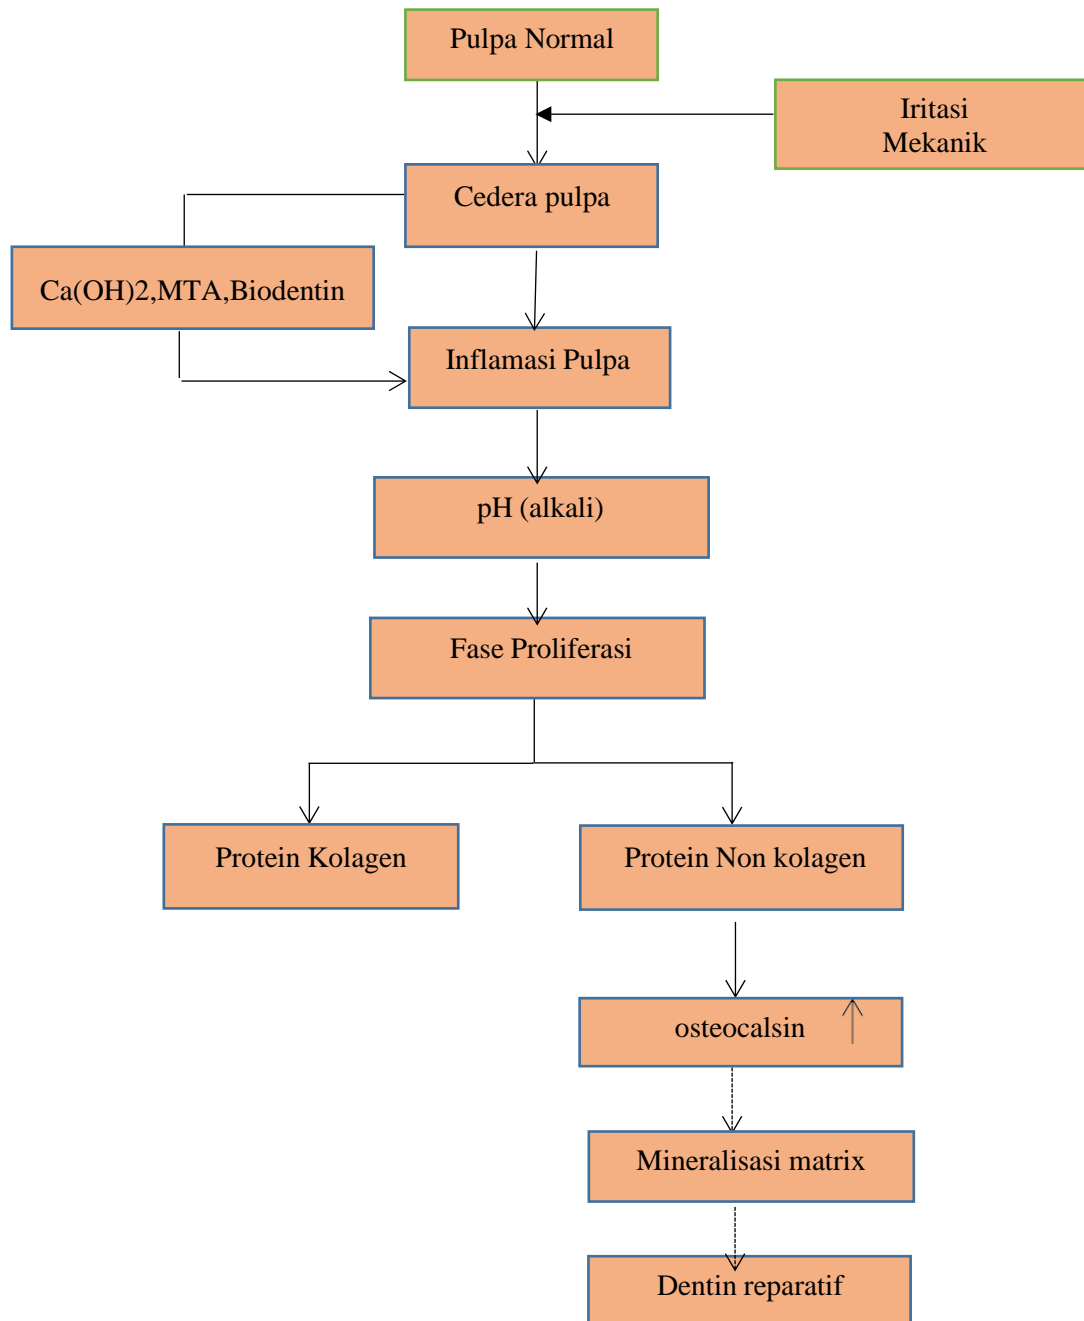 Pulpa Normal
Iritasi
Mekanik
Cedera pulpa
Ca(OH)2,MTA,Biodentin
Inflamasi Pulpa
pH (alkali)
Fase Proliferasi
Protein Kolagen
Protein Non kolagen
osteocalsin
Mineralisasi matrix
Dentin reparatif